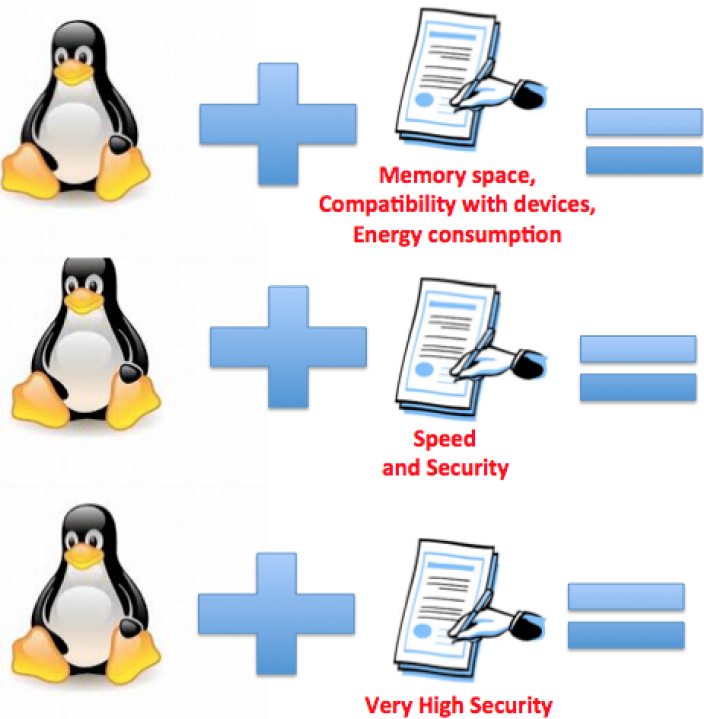 Memory space,
Compatibility with devices,
Energy consumption
Speed
and Security
Very High Security